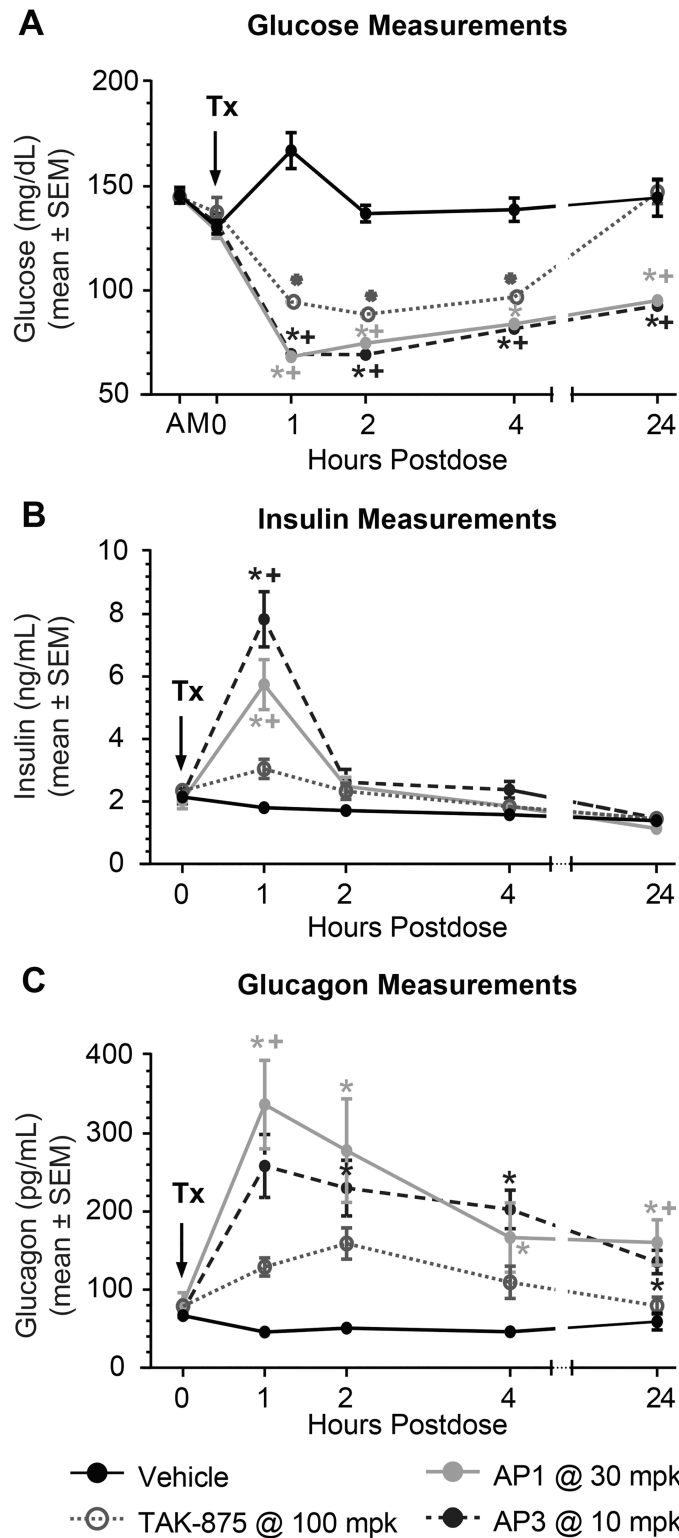 A
Glucose Measurements
200
150
100
50
Glucose (mg/dL)
(mean ± SEM)
Tx
*
*
*
*+
*+
*+
*+
*
*+
*+
*+
AM 0 1 2 4 24
Hours Postdose
B
Insulin Measurements
10
8
6
4
2
0
Insulin (ng/mL)
(mean ± SEM)
Tx
*+
*+
0 1 2 4 24
Hours Postdose
C
Glucagon Measurements
400
300
200
100
0
Glucagon (pg/mL)
(mean ± SEM)
Tx
*+
*
*
*
*
*+
*
0 1 2 4 24
Hours Postdose
Vehicle
AP1 @ 30 mpk
TAK-875 @ 100 mpk
AP3 @ 10 mpk